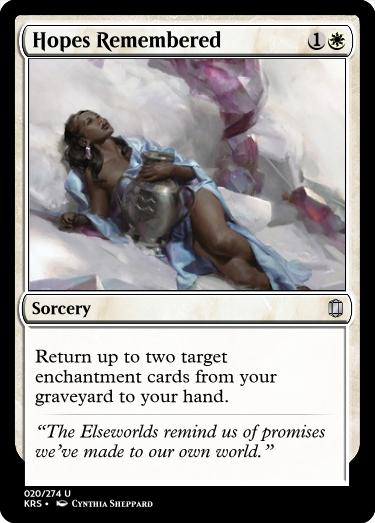 Hopes Remembered 1
Sorcery
Return up to two target
enchantment cards from your
graveyard to your hand.
“The Elseworlds remind us of promises
we’ve made to our own world.”
020/274 U
KRS • Cynthia Sheppard